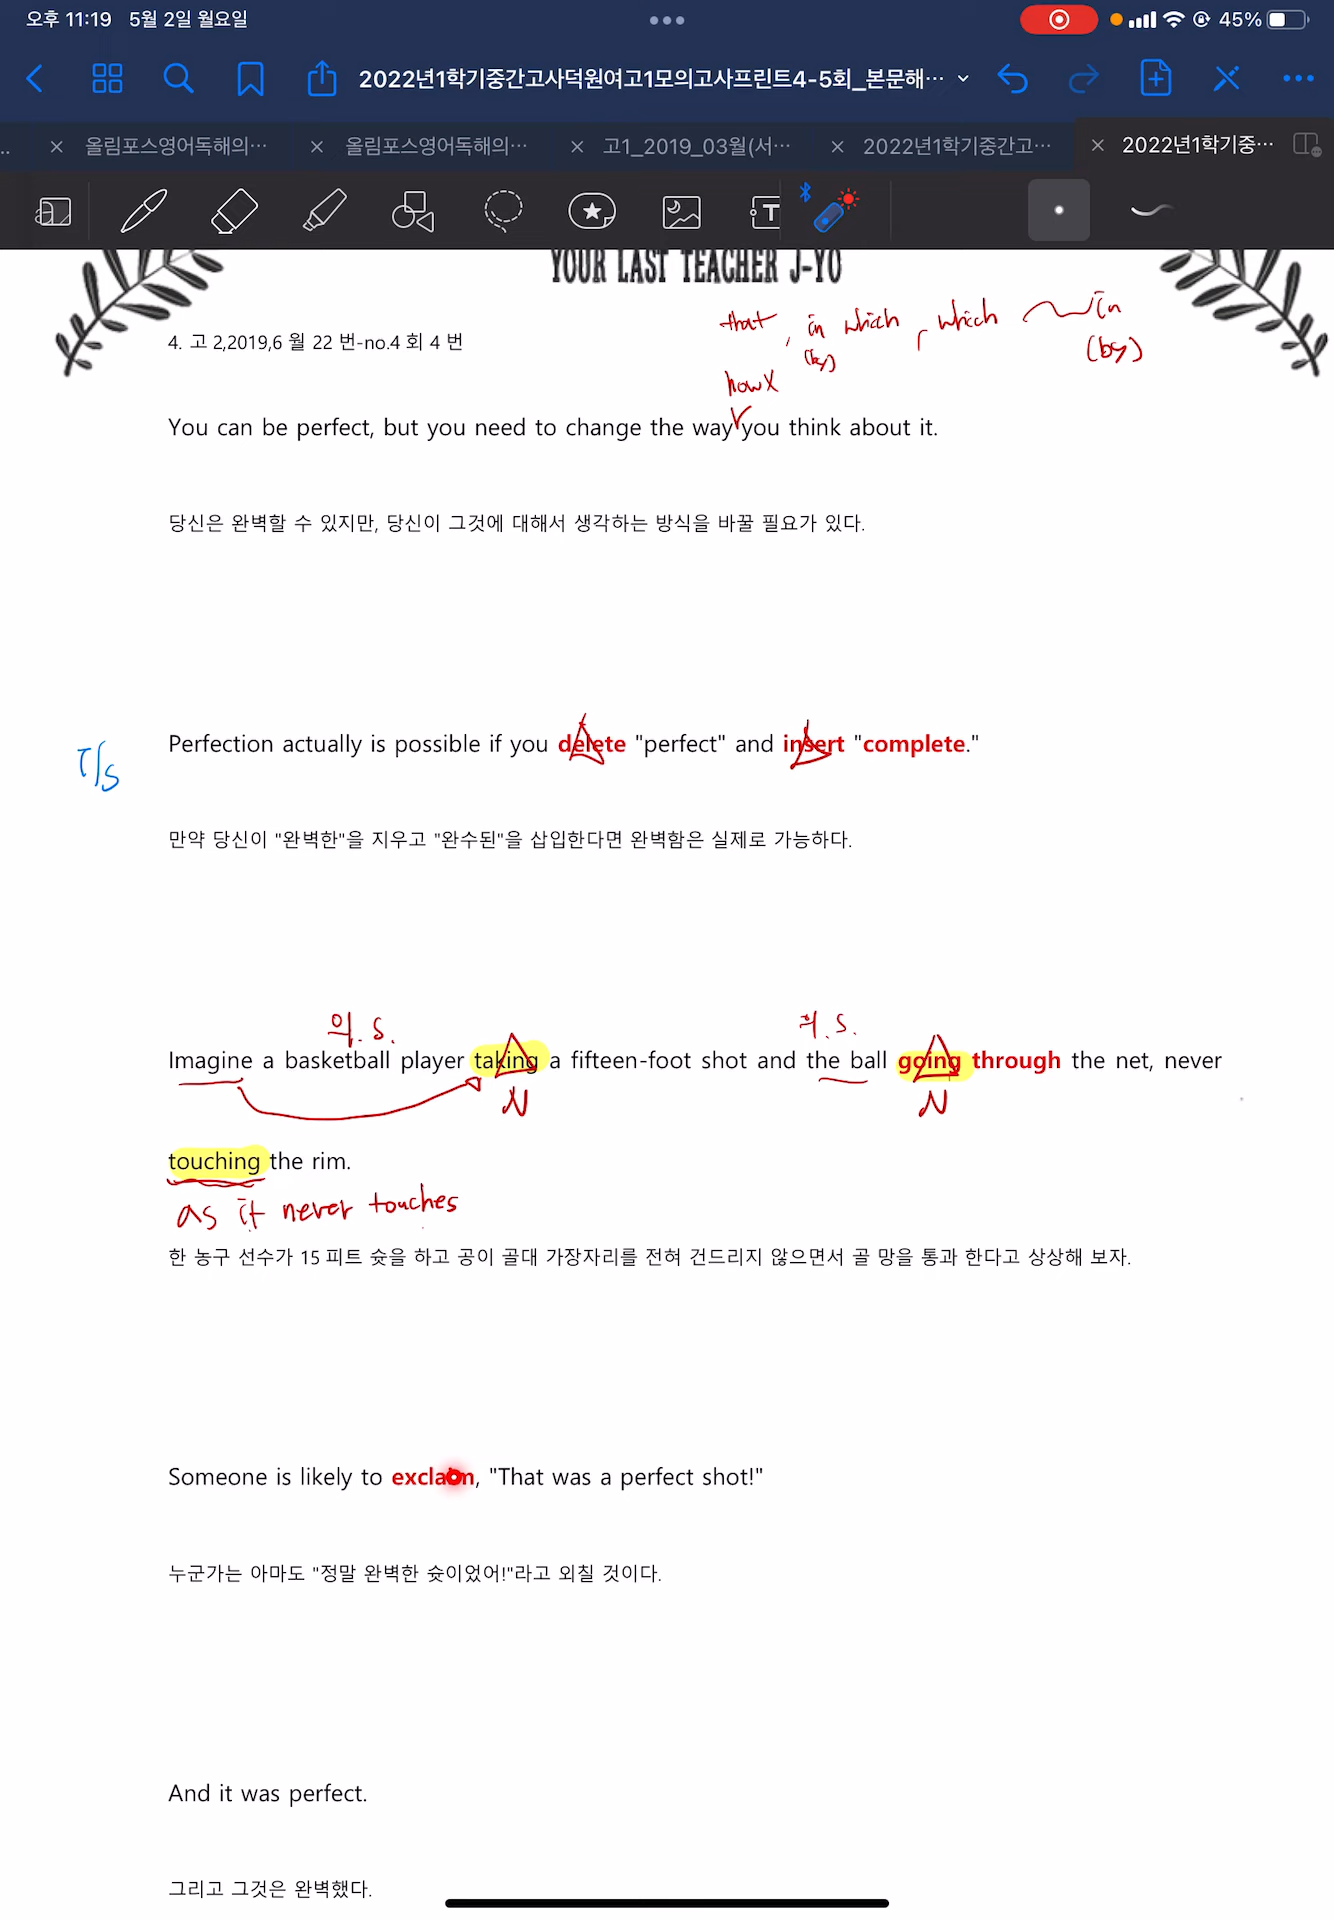 오후 11:19 5월 2일 월요일
45%
2022년1학기중간고사덕원여고1모의고사프린트4-5회_본문해···
올림포스영어독해의··· 올림포스영어독해의··· 고1_2019_03월(서··· 2022년1학기중간고··· 2022년1학기중···
YOUR LAST TEACHER J-YO
that, in which, which in
(by) (by)
4. 고 2,2019,6 월 22 번-no.4 회 4 번
how X
You can be perfect, but you need to change the way you think about it.
당신은 완벽할 수 있지만, 당신이 그것에 대해서 생각하는 방식을 바꿀 필요가 있다.
T/S
Perfection actually is possible if you delete "perfect" and insert "complete."
만약 당신이 "완벽한"을 지우고 "완수된"을 삽입한다면 완벽함은 실제로 가능하다.
의.S. 의.S.
Imagine a basketball player taking a fifteen-foot shot and the ball going through the net, never
N N
touching the rim.
as it never touches
한 농구 선수가 15 피트 슛을 하고 공이 골대 가장자리를 전혀 건드리지 않으면서 골 망을 통과 한다고 상상해 보자.
Someone is likely to exclaim, "That was a perfect shot!"
누군가는 아마도 "정말 완벽한 슛이었어!"라고 외칠 것이다.
And it was perfect.
그리고 그것은 완벽했다.